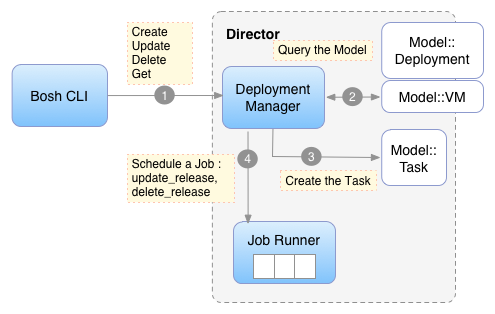 Create
Update
Delete
Get
Director
Query the Model
Model::
Deployment
Bosh CLI
1
Deployment
Manager
2
Model::VM
Schedule a Job :
update_release,
delete_release
4
3
Create the Task
Model::
Task
Job Runner